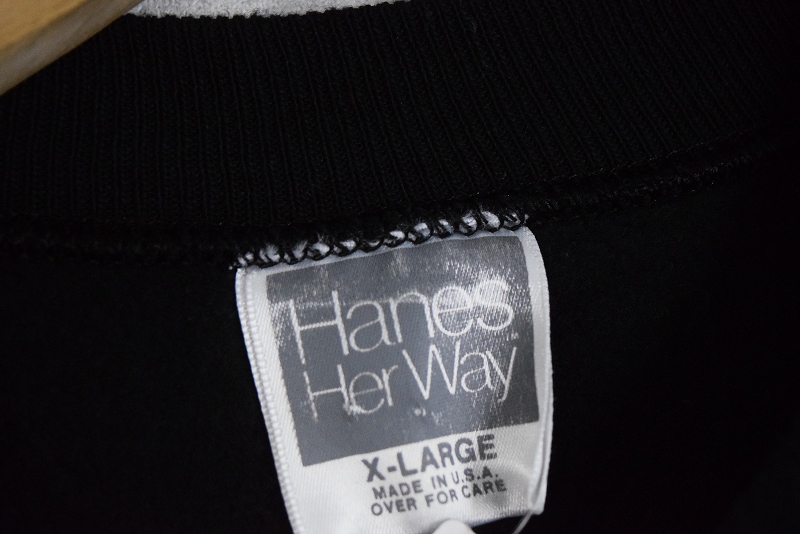 Hanes
Her Way
X-LARGE
MADE IN U.S.A.
OVER FOR CARE